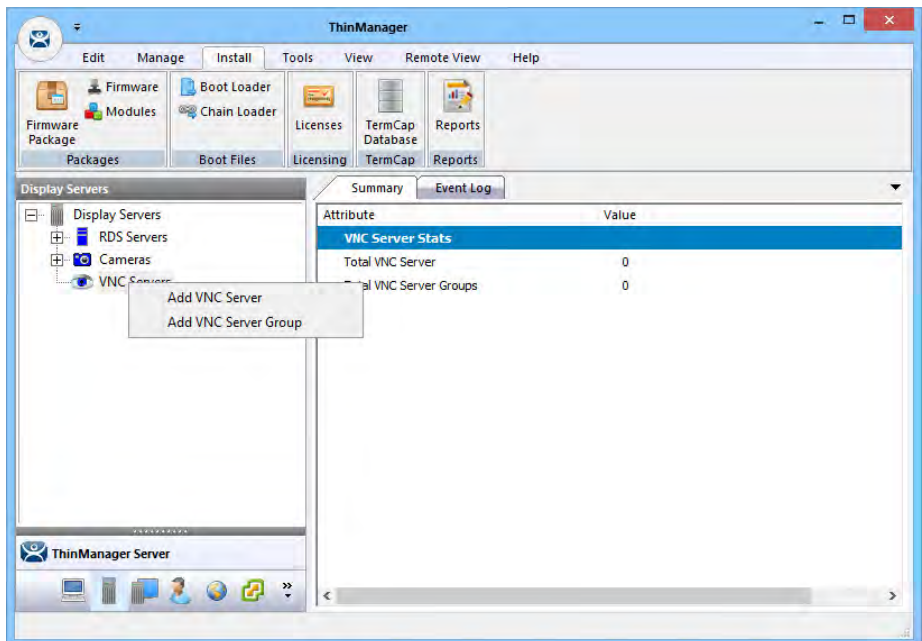 ThinManager
Edit Manage Install Tools View Remote View Help
Firmware Package
Firmware
Modules
Packages
Boot Loader
Chain Loader
Boot Files
Licenses
Licensing
TermCap Database
TermCap
Reports
Reports
Display Servers
Display Servers
RDS Servers
Cameras
VNC Servers
Add VNC Server
Add VNC Server Group
Summary Event Log
Attribute Value
VNC Server Stats
Total VNC Server 0
Total VNC Server Groups 0
ThinManager Server